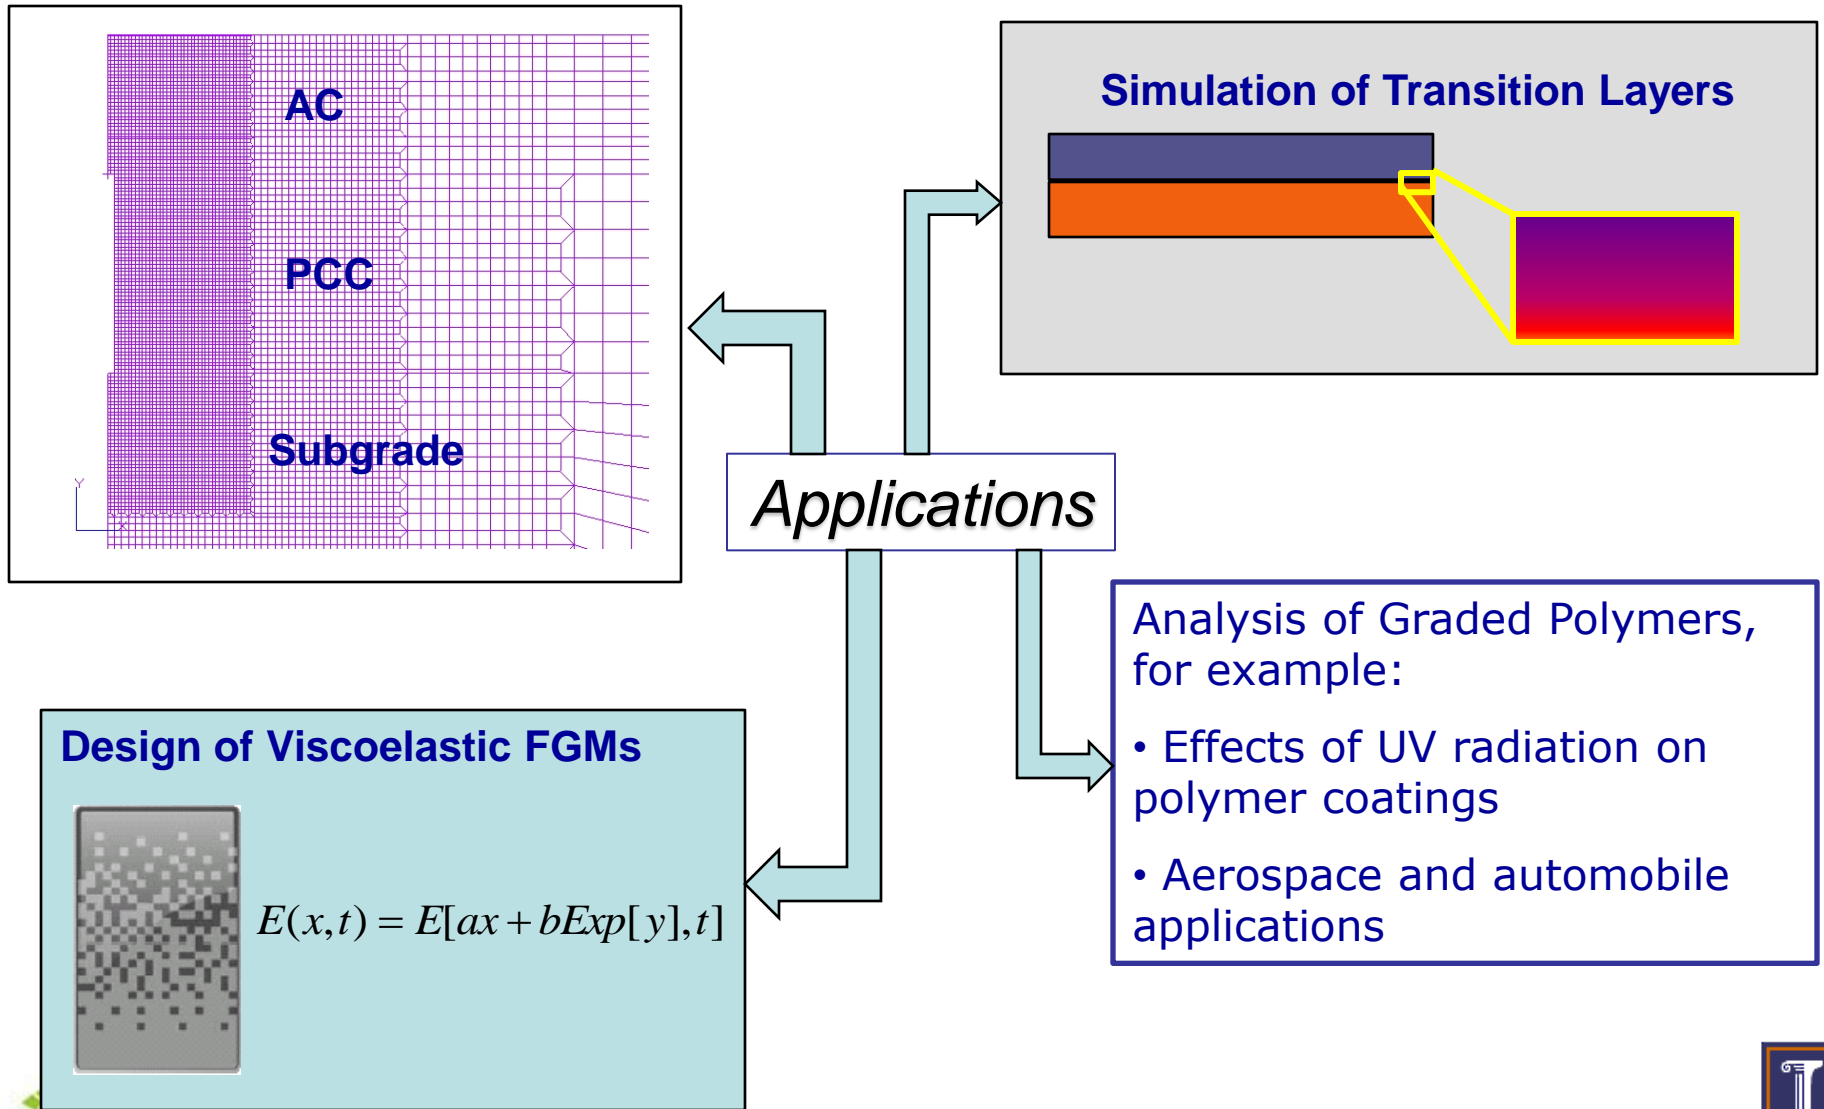 AC
PCC
Subgrade
Y
X
Simulation of Transition Layers
Applications
Design of Viscoelastic FGMs
E(x,t) = E[ax + bExp[y],t]
Analysis of Graded Polymers,
for example:
• Effects of UV radiation on
polymer coatings
• Aerospace and automobile
applications